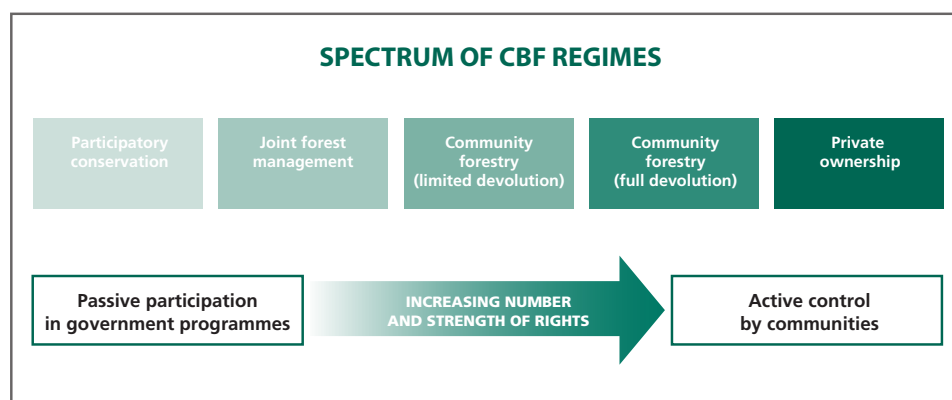 SPECTRUM OF CBF REGIMES
Participatory
conservation
Joint forest
management
Community
forestry
(limited devolution)
Community
forestry
(full devolution)
Private
ownership
Passive participation
in government programmes
INCREASING NUMBER
AND STRENGTH OF RIGHTS
Active control
by communities